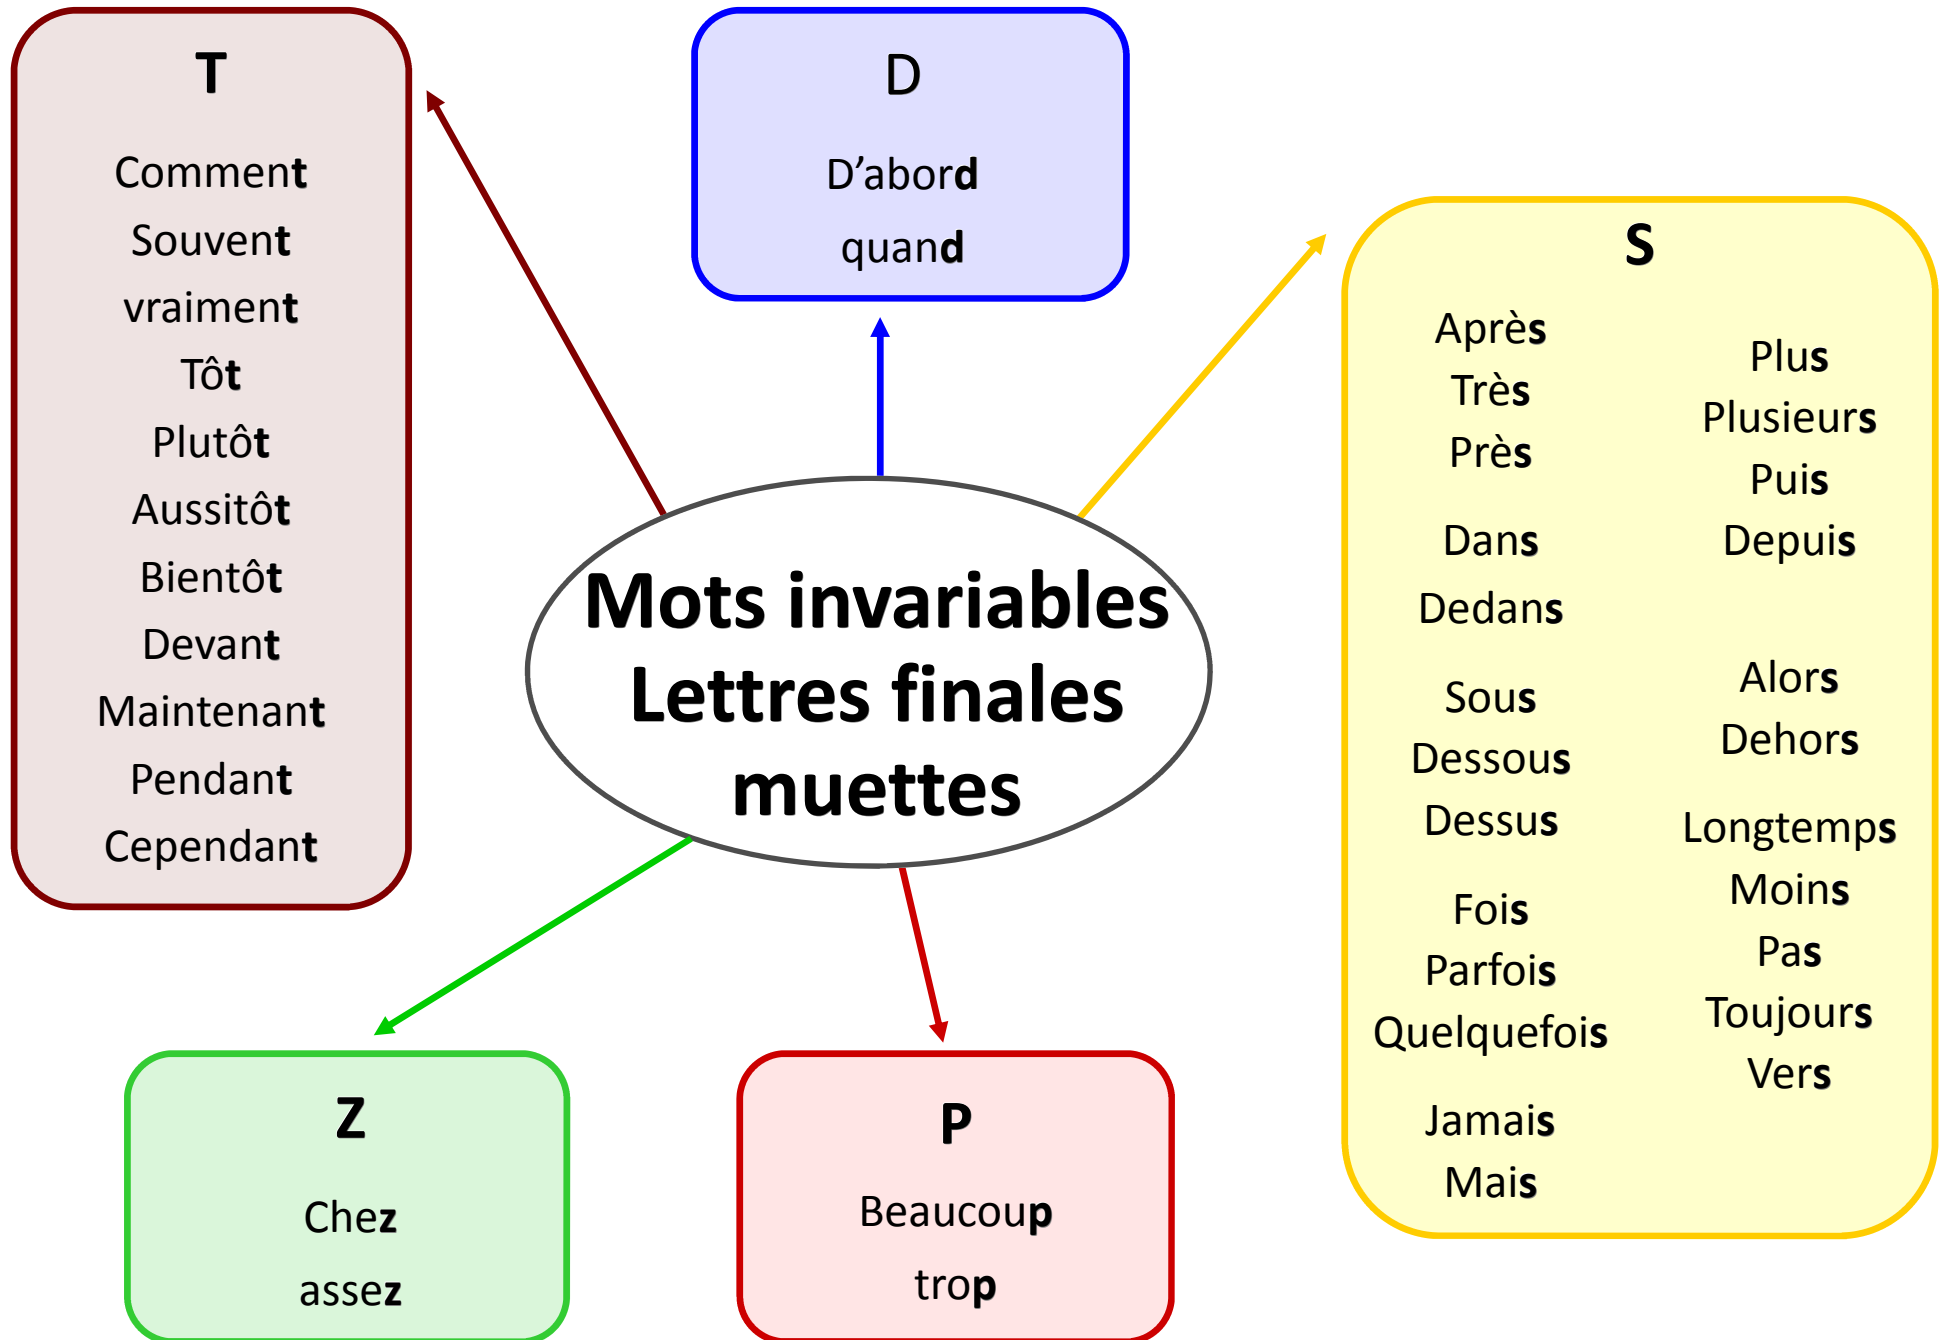 T
Comment
Souvent
vraiment
Tôt
Plutôt
Aussitôt
Bientôt
Devant
Maintenant
Pendant
Cependant
D
D’abord
quand
S
Après
Très
Près
Dans
Dedans
Sous
Dessous
Dessus
Fois
Parfois
Quelquefois
Jamais
Mais
Plus
Plusieurs
Puis
Depuis
Alors
Dehors
Longtemps
Moins
Pas
Toujours
Vers
Mots invariables
Lettres finales
muettes
Z
Chez
assez
P
Beaucoup
trop